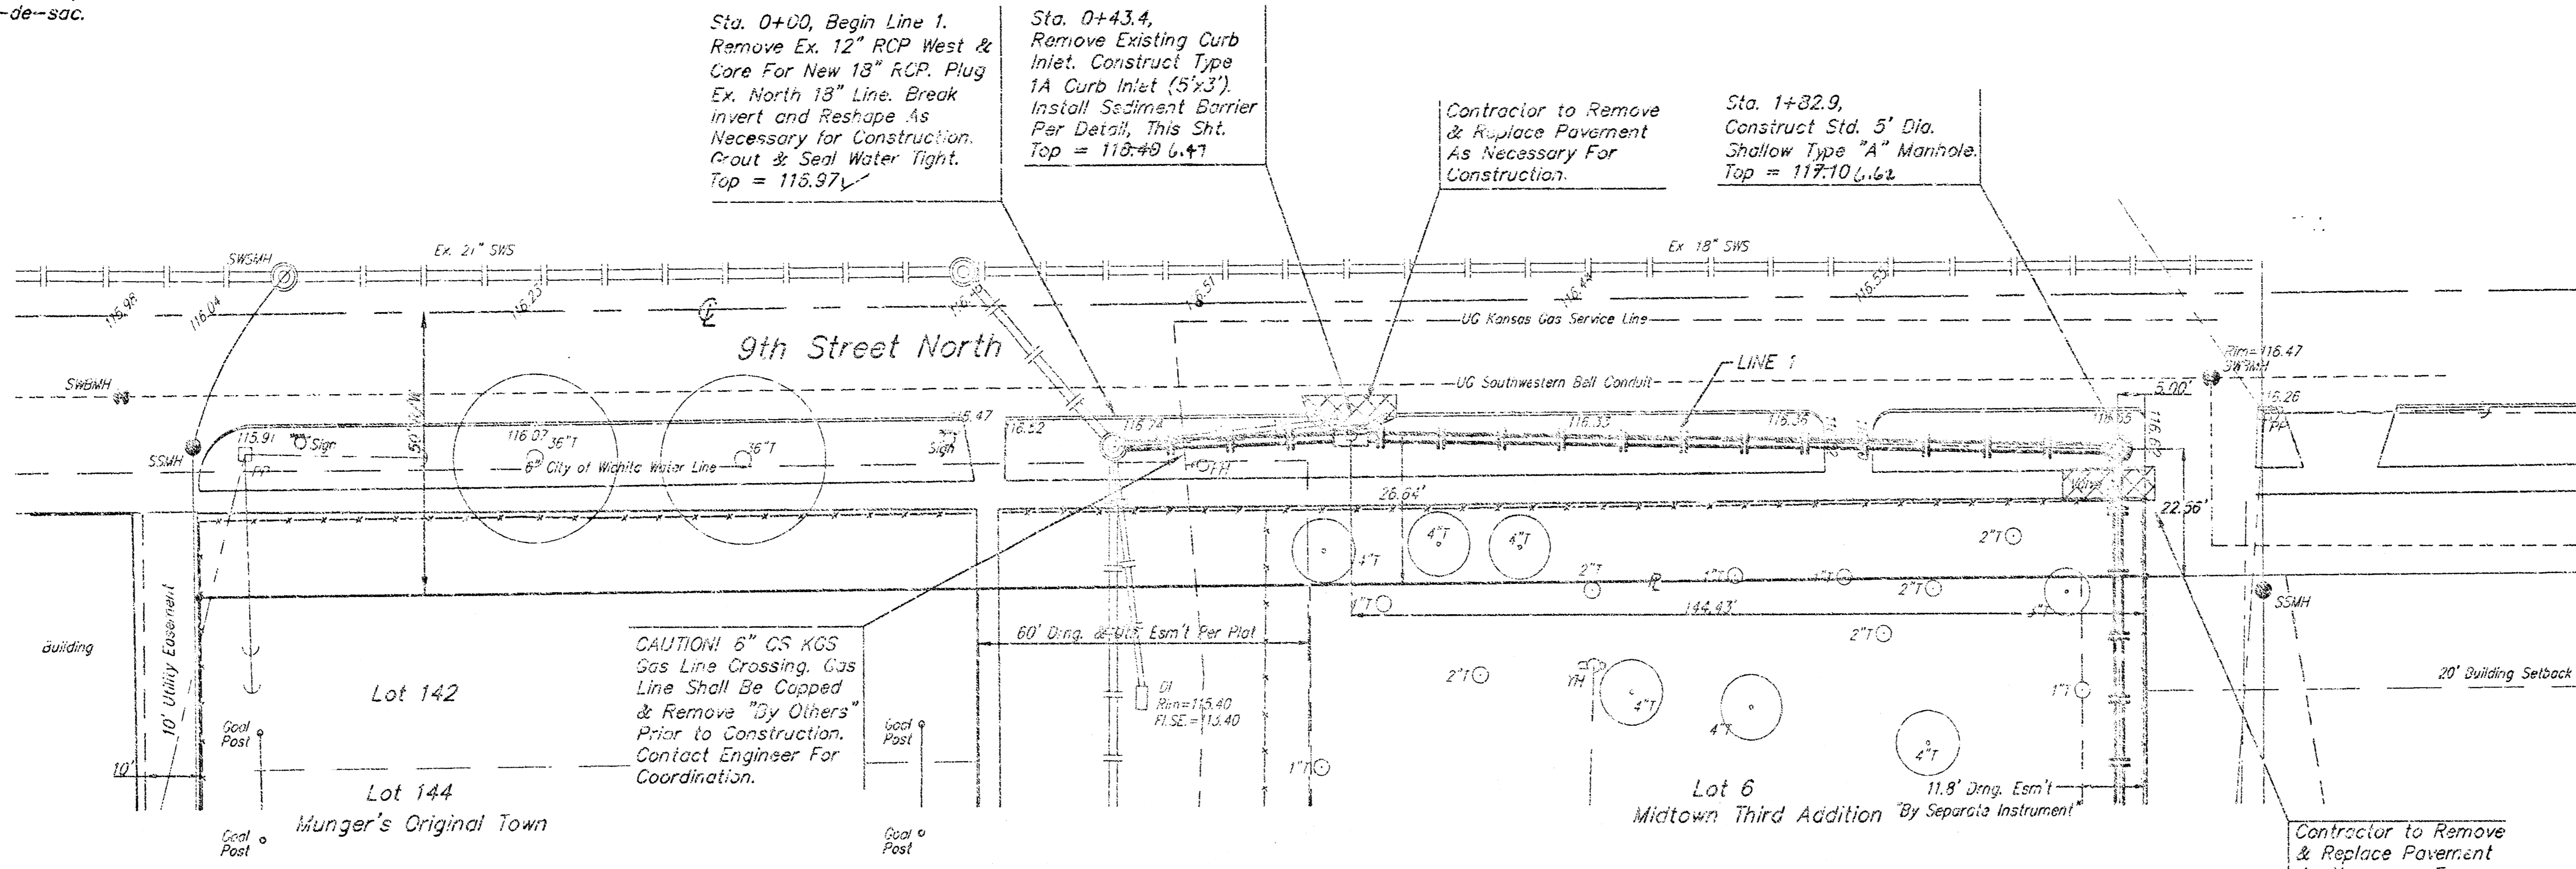 -de-sac.
Sta. 0+00, Begin Line 1.
Remove Ex. 12" RCP West &
Core For New 18" RCP. Plug
Ex. North 18" Line. Break
Invert and Reshape As
Necessary for Construction.
Grout & Seal Water Tight.
Top = 116.97
Sta. 0+43.4,
Remove Existing Curb
Inlet. Construct Type
1A Curb Inlet (5'x3').
Install Sediment Barrier
Per Detail, This Sht.
Top = 116.40 6.47
Contractor to Remove
& Replace Pavement
As Necessary For
Construction.
Sta. 1+82.9,
Construct Std. 5' Dia.
Shallow Type "A" Manhole.
Top = 117.10 6.62
SWSMH
Ex. 21" SWS
Ex 18" SWS
115.98
116.04
116.23
116.51
116.44
116.55
UG Kansas Gas Service Line
9th Street North
LINE 1
Rim=116.47
SWBMH
SWBMH
UG Southwestern Bell Conduit
5.00'
50' R/W
115.91
Sign
116.07
36"T
36"T
Sign
116.52
116.74
116.33
116.36
SSMH
PP
6" City of Wichita Water Line
FH
PP
26.64'
22.66'
4"T
4"T
4"T
2"T
2"T
1"T
1"T
2"T
1"T
144.43'
SSMH
Building
10' Utility Easement
CAUTION! 6" CS KGS
Gas Line Crossing. Gas
Line Shall Be Capped
& Remove "By Others"
Prior to Construction.
Contact Engineer For
Coordination.
60' Drng. & Util. Esm't Per Plat
2"T
2"T
YH
4"T
1"T
20' Building Setback
Lot 142
DI
Rim=115.40
Fl.SE.=113.40
Goal
Post
Goal
Post
4"T
4"T
10'
1"T
Lot 144
Munger's Original Town
Lot 6
Midtown Third Addition
11.8' Drng. Esm't
"By Separate Instrument"
Goal
Post
Goal
Post
Contractor to Remove
& Replace Pavement